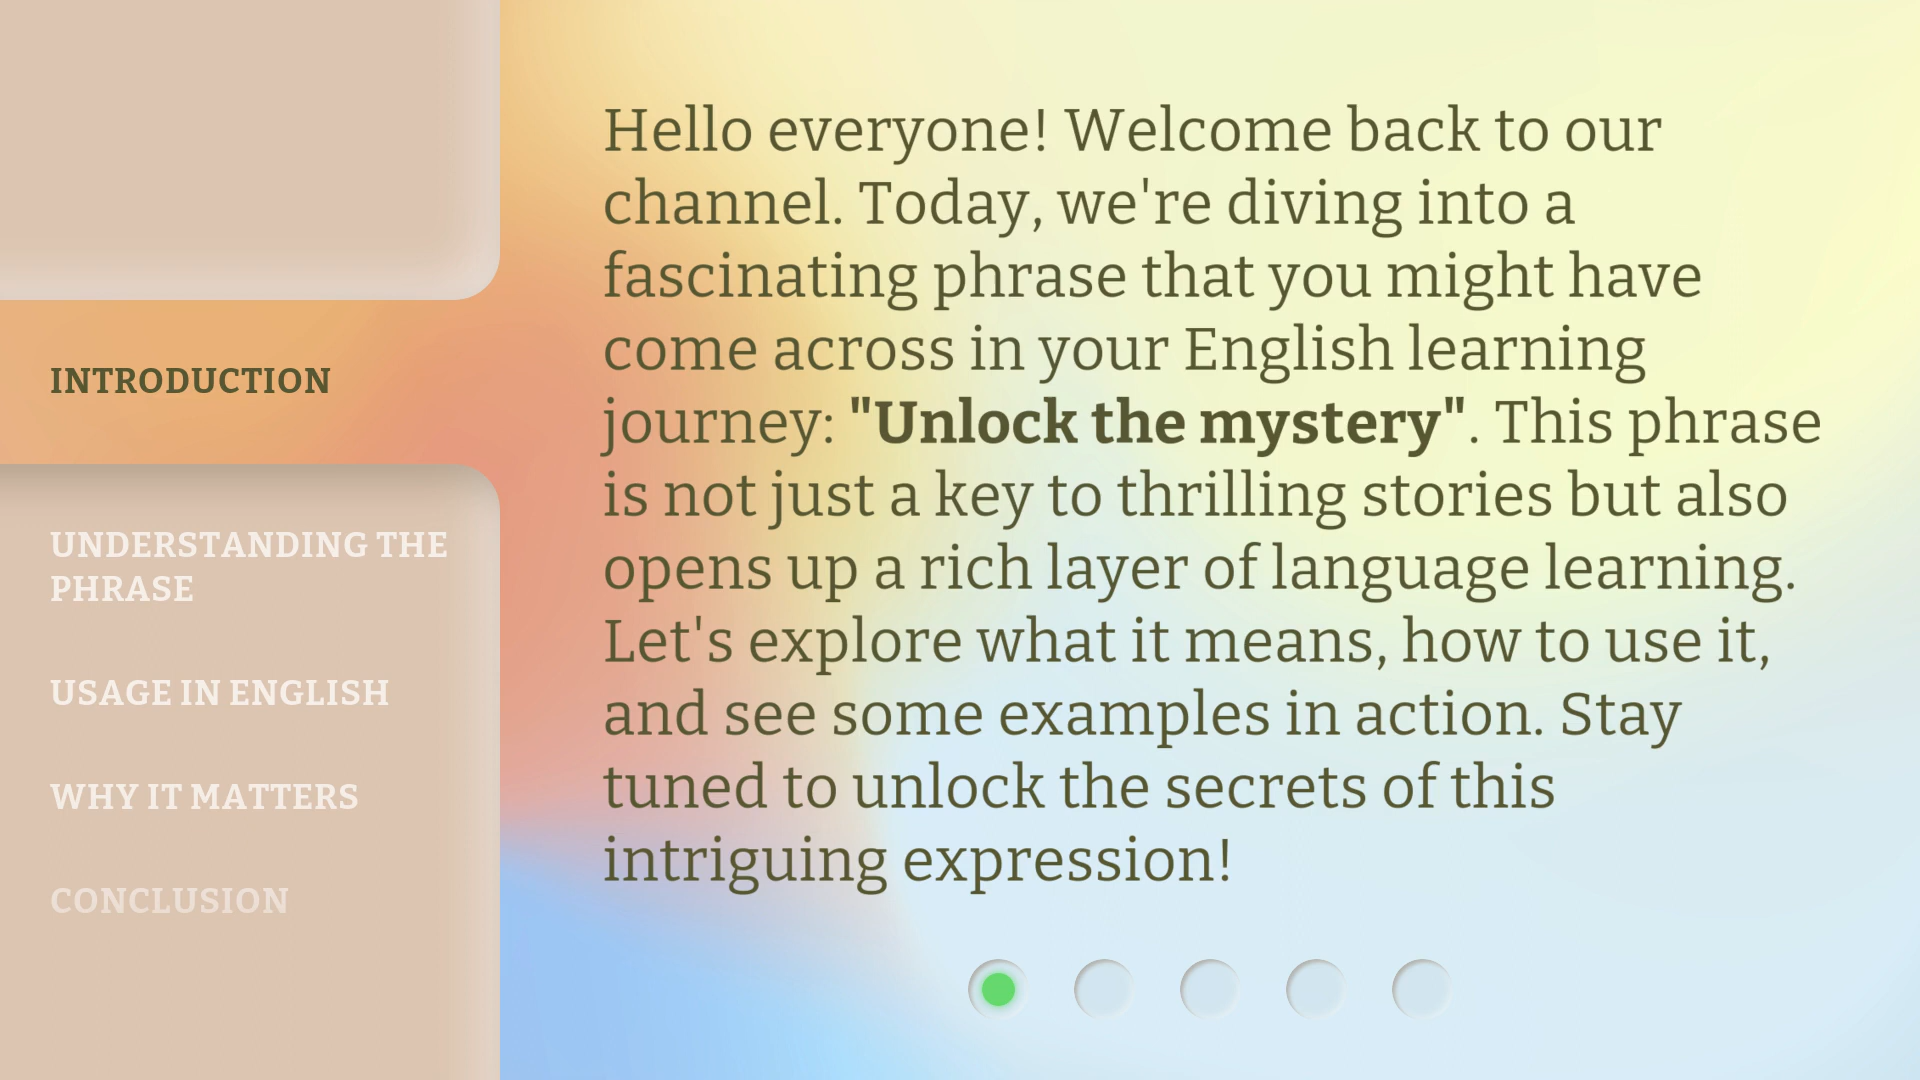 INTRODUCTION
UNDERSTANDING THE
PHRASE
USAGE IN ENGLISH
WHY IT MATTERS
CONCLUSION
Hello everyone! Welcome back to our
channel. Today, we're diving into a
fascinating phrase that you might have
come across in your English learning
journey: "Unlock the mystery". This phrase
is not just a key to thrilling stories but also
opens up a rich layer of language learning.
Let's explore what it means, how to use it,
and see some examples in action. Stay
tuned to unlock the secrets of this
intriguing expression!